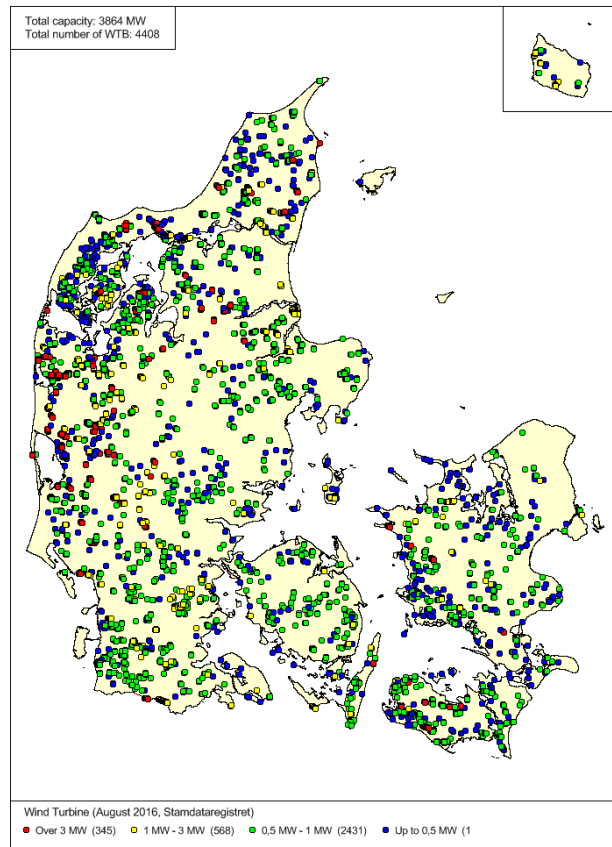 Total capacity: 3864 MW
Total number of WTB: 4408
Wind Turbine (August 2016, Stamdataregistret)
Over 3 MW (345) 1 MW - 3 MW (568) 0,5 MW - 1 MW (2431) Up to 0,5 MW (1